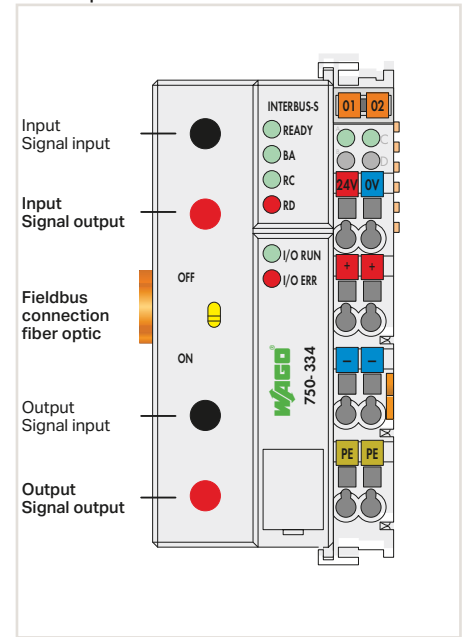 Input
Signal input
Input
Signal output
Fieldbus
connection
fiber optic
Output
Signal input
Output
Signal output
OFF
ON
INTERBUS-S
READY
BA
RC
RD
I/O RUN
I/O ERR
WAGO
750-334
01 02
C
D
24V 0V
+ +
– –
PE PE